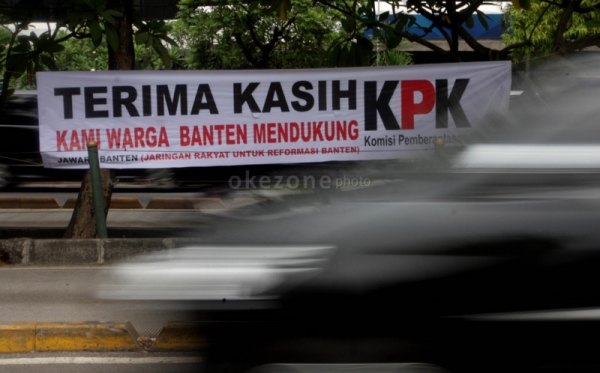 TERIMA KASIH KPK
KAMI WARGA BANTEN MENDUKUNG
Komisi Pemberantasan
JAWARA BANTEN (JARINGAN RAKYAT UNTUK REFORMASI BANTEN)
okezone photo